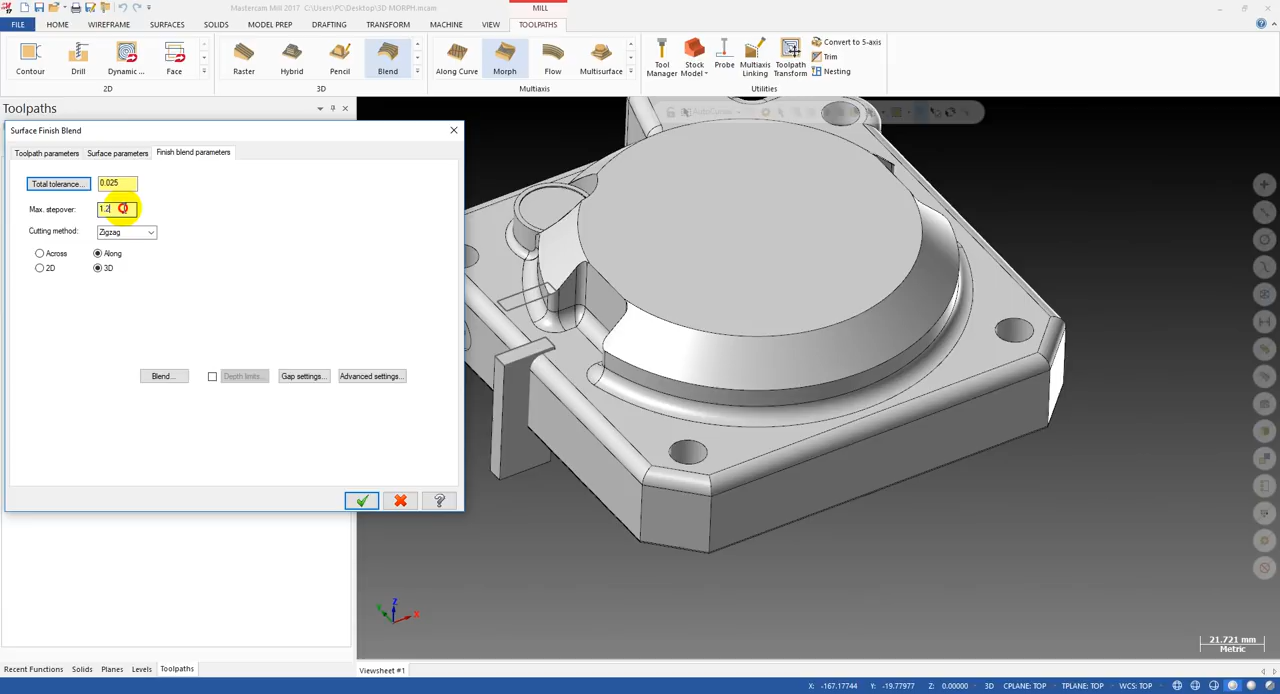 Mastercam Mill 2017 C:\Users\PC\Desktop\3D MORPH.mcam
MILL
FILE HOME WIREFRAME SURFACES SOLIDS MODEL PREP DRAFTING TRANSFORM MACHINE VIEW TOOLPATHS
Contour Drill Dynamic ... Face
2D
Raster Hybrid Pencil Blend
3D
Along Curve Morph Flow Multisurface
Multiaxis
Tool Manager Stock Model Probe Multiaxis Linking Toolpath Transform
Convert to 5-axis
Trim
Nesting
Utilities
Toolpaths
Surface Finish Blend
Toolpath parameters Surface parameters Finish blend parameters
Total tolerance... 0.025
Max. stepover: 1.2
Cutting method: Zigzag
Across Along
2D 3D
Blend... Depth limits... Gap settings... Advanced settings...
Z
Y X
21.721 mm
Metric
Recent Functions Solids Planes Levels Toolpaths
Viewsheet #1
X: -167.17744 Y: -19.77977 Z: 0.00000 3D CPLANE: TOP TPLANE: TOP WCS: TOP